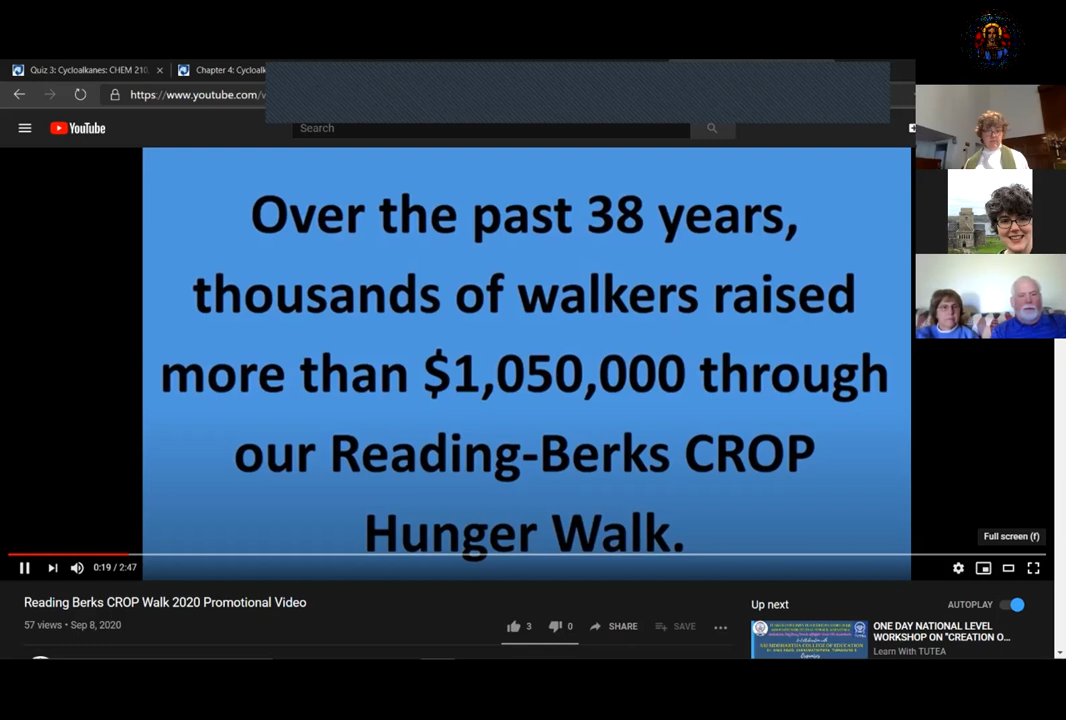 Quiz 3: Cycloalkanes: CHEM 210,
Chapter 4: Cycloalk
https://www.youtube.com/
YouTube
Search
Over the past 38 years,
thousands of walkers raised
more than $1,050,000 through
our Reading-Berks CROP
Hunger Walk.
Full screen (f)
0:19 / 2:47
Reading Berks CROP Walk 2020 Promotional Video
57 views • Sep 8, 2020
3
0
SHARE
SAVE
Up next
AUTOPLAY
ONE DAY NATIONAL LEVEL
WORKSHOP ON "CREATION O...
Learn With TUTEA